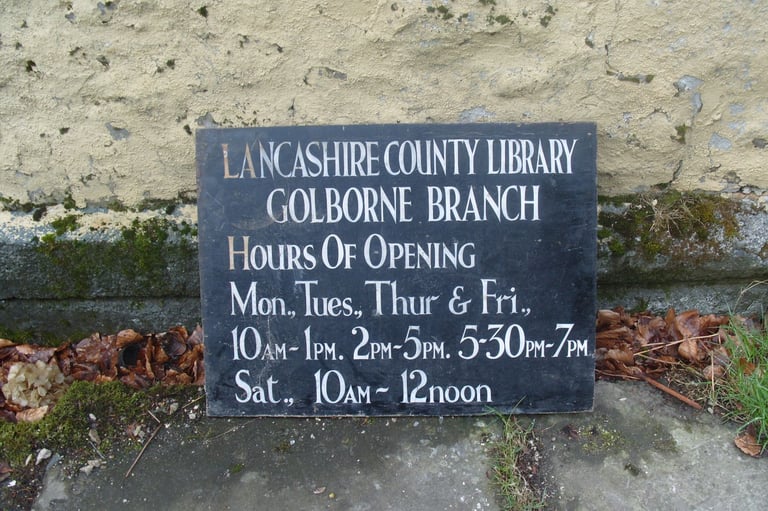 LANCASHIRE COUNTY LIBRARY
GOLBORNE BRANCH
HOURS OF OPENING
Mon., Tues., Thur & Fri.,
10AM~1PM. 2PM~5PM. 5-30PM~7PM
Sat., 10AM~ 12noon